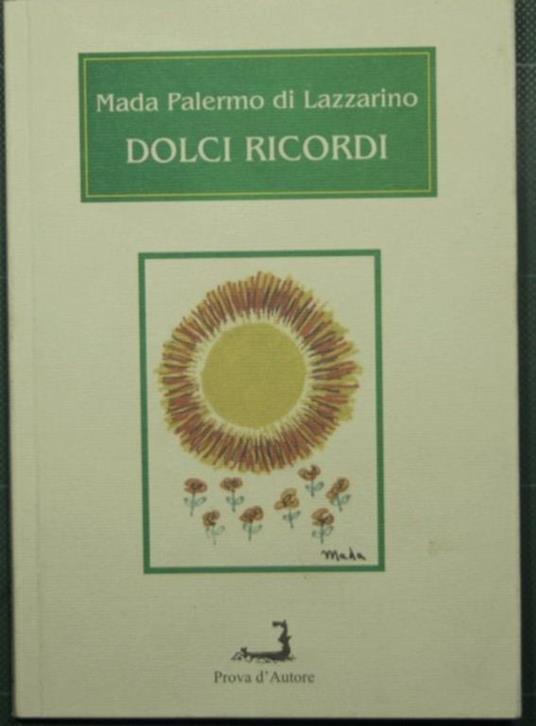 Mada Palermo di Lazzarino
DOLCI RICORDI
Mada
Prova d'Autore